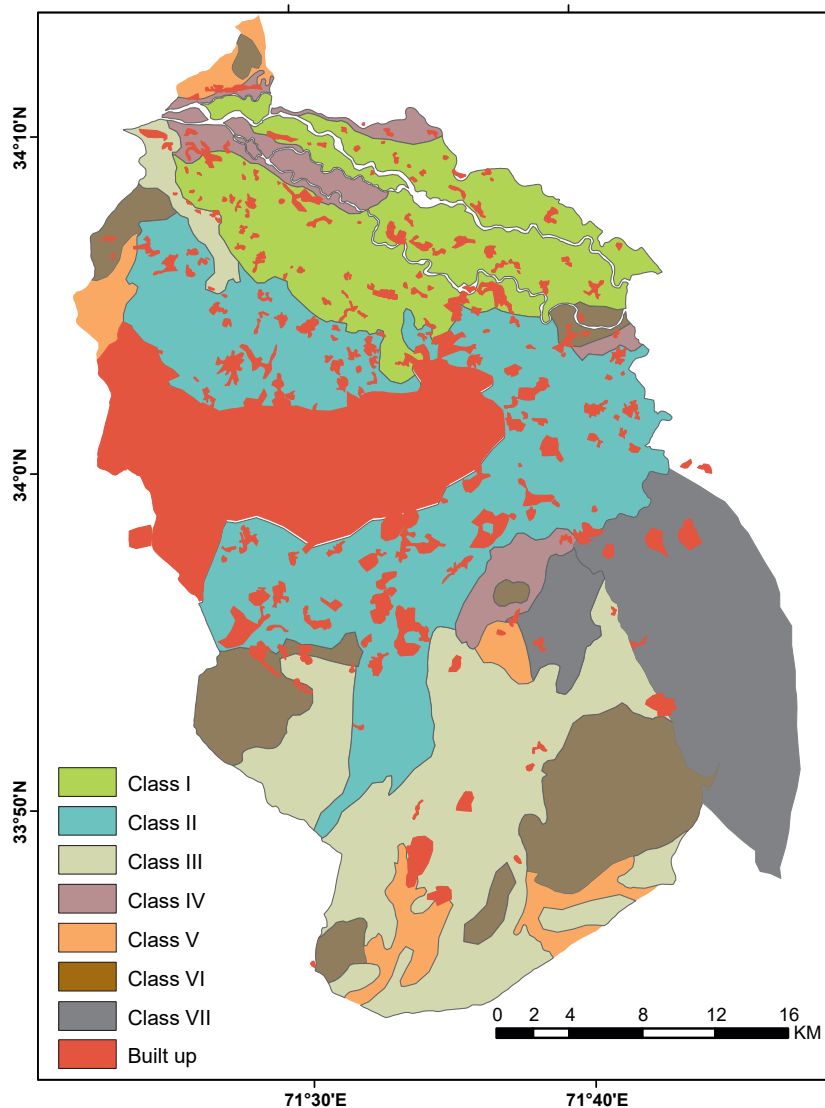 34°10'N
34°0'N
33°50'N
Class I
Class II
Class III
Class IV
Class V
Class VI
Class VII
Built up
0 2 4 8 12 16
KM
71°30'E 71°40'E